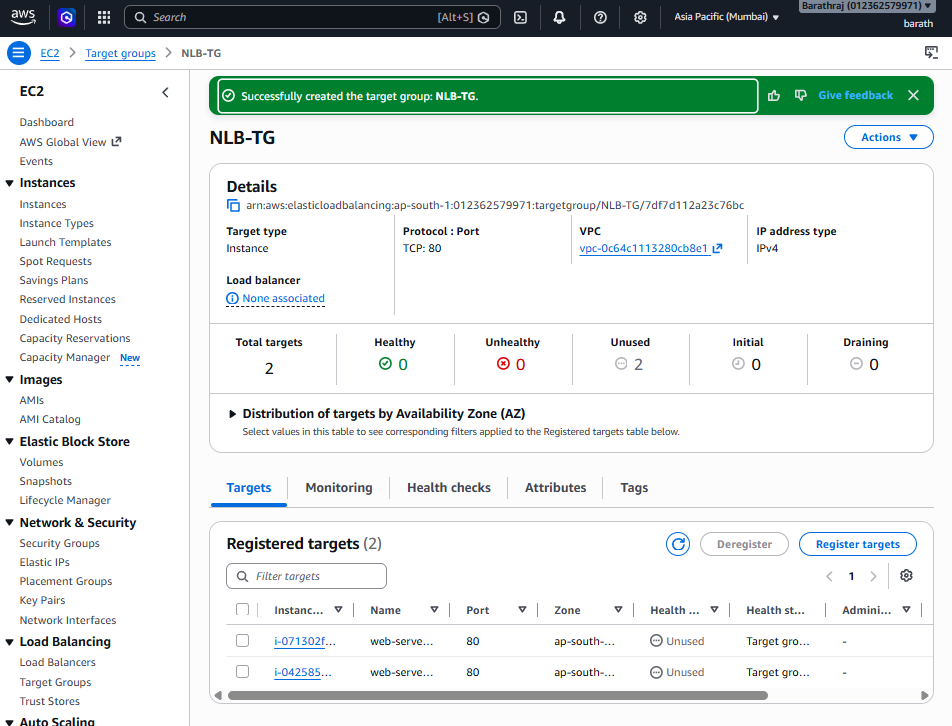 aws
Search
[Alt+S]
Asia Pacific (Mumbai)
Barathraj (012362579971)
barath
EC2
Target groups
NLB-TG
EC2
Dashboard
AWS Global View
Events
Instances
Instances
Instance Types
Launch Templates
Spot Requests
Savings Plans
Reserved Instances
Dedicated Hosts
Capacity Reservations
Capacity Manager New
Images
AMIs
AMI Catalog
Elastic Block Store
Volumes
Snapshots
Lifecycle Manager
Network & Security
Security Groups
Elastic IPs
Placement Groups
Key Pairs
Network Interfaces
Load Balancing
Load Balancers
Target Groups
Trust Stores
Auto Scaling
Successfully created the target group: NLB-TG.
Give feedback
NLB-TG
Actions
Details
arn:aws:elasticloadbalancing:ap-south-1:012362579971:targetgroup/NLB-TG/7df7d112a23c76bc
Target type
Instance
Protocol : Port
TCP: 80
VPC
vpc-0c64c1113280cb8e1
IP address type
IPv4
Load balancer
None associated
Total targets
2
Healthy
0
Unhealthy
0
Unused
2
Initial
0
Draining
0
Distribution of targets by Availability Zone (AZ)
Select values in this table to see corresponding filters applied to the Registered targets table below.
Targets
Monitoring
Health checks
Attributes
Tags
Registered targets (2)
Deregister
Register targets
Filter targets
1
Instanc... Name Port Zone Health ... Health st... Admini...
i-071302f... web-serve... 80 ap-south-... Unused Target gro... -
i-042585... web-serve... 80 ap-south-... Unused Target gro... -